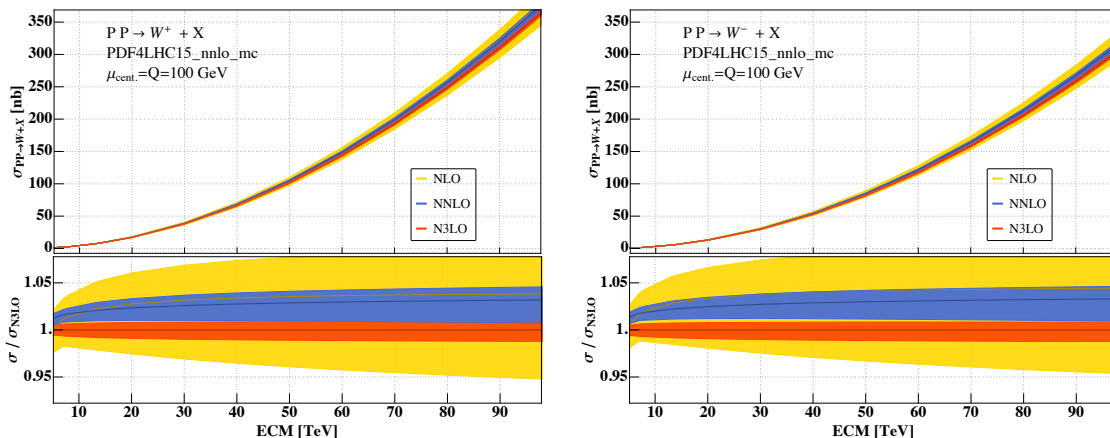 P P → W⁺ + X
PDF4LHC15_nnlo_mc
μcent.=Q=100 GeV
σPP→W+X [nb]
350
300
250
200
150
100
50
0
NLO
NNLO
N3LO
σ / σN3LO
1.05
1.
0.95
10 20 30 40 50 60 70 80 90
ECM [TeV]
P P → W⁻ + X
PDF4LHC15_nnlo_mc
μcent.=Q=100 GeV
σPP→W+X [nb]
350
300
250
200
150
100
50
0
NLO
NNLO
N3LO
σ / σN3LO
1.05
1.
0.95
10 20 30 40 50 60 70 80 90
ECM [TeV]